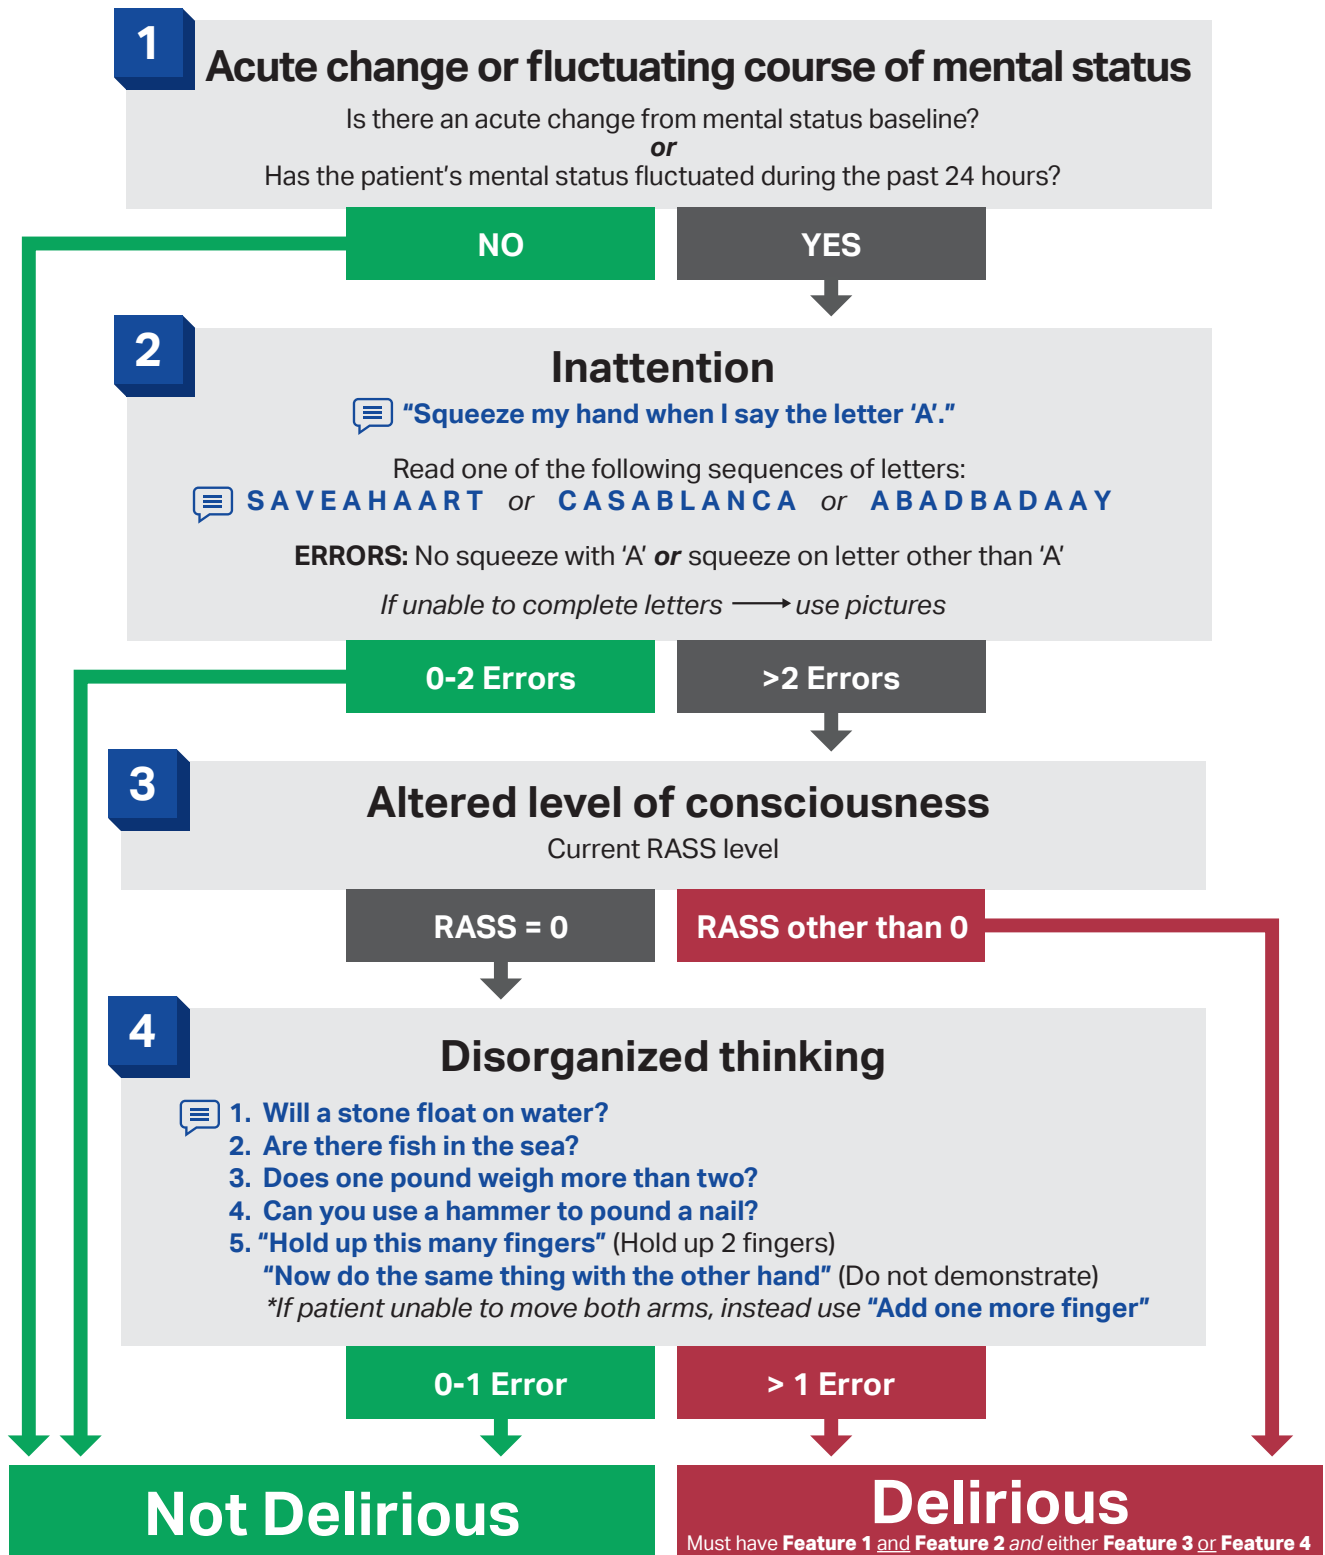 1
Acute change or fluctuating course of mental status
Is there an acute change from mental status baseline?
or
Has the patient’s mental status fluctuated during the past 24 hours?
NO
YES
2
Inattention
“Squeeze my hand when I say the letter ‘A’.”
Read one of the following sequences of letters:
S A V E A H A A R T or C A S A B L A N C A or A B A D B A D A A Y
ERRORS: No squeeze with ‘A’ or squeeze on letter other than ‘A’
If unable to complete letters ⟶ use pictures
0-2 Errors
>2 Errors
3
Altered level of consciousness
Current RASS level
RASS = 0
RASS other than 0
4
Disorganized thinking
1. Will a stone float on water?
2. Are there fish in the sea?
3. Does one pound weigh more than two?
4. Can you use a hammer to pound a nail?
5. “Hold up this many fingers” (Hold up 2 fingers)
“Now do the same thing with the other hand” (Do not demonstrate)
*If patient unable to move both arms, instead use “Add one more finger”
0-1 Error
> 1 Error
Not Delirious
Delirious
Must have Feature 1 and Feature 2 and either Feature 3 or Feature 4